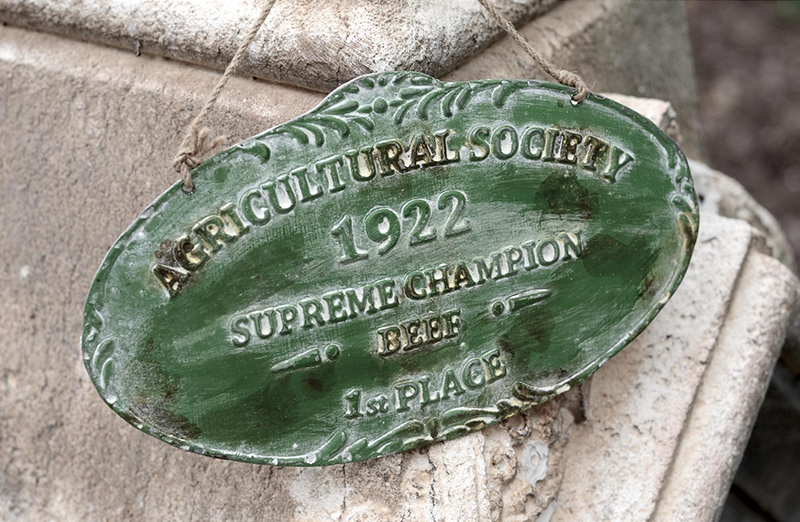 AGRICULTURAL SOCIETY
1922
SUPREME CHAMPION
BEEF
1st PLACE